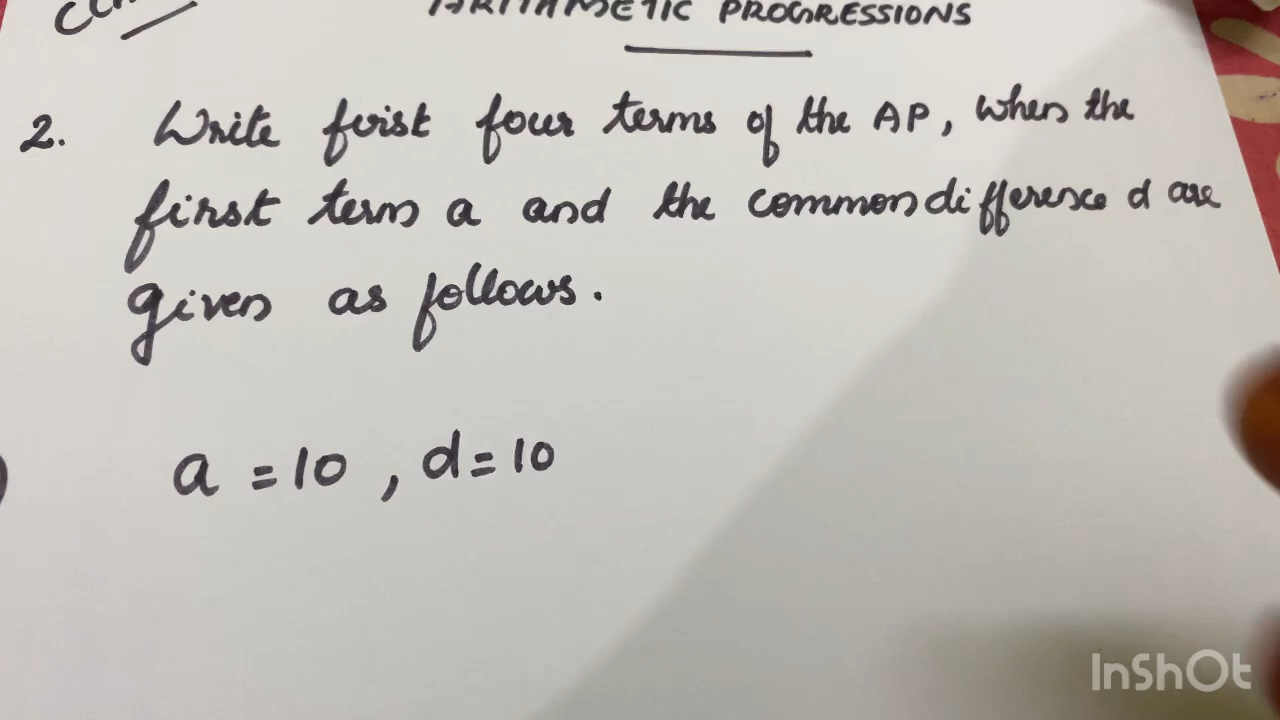 ARITHMETIC PROGRESSIONS
2. Write first four terms of the AP, when the
first term a and the common difference d are
given as follows.
a = 10 , d = 10
InShOt